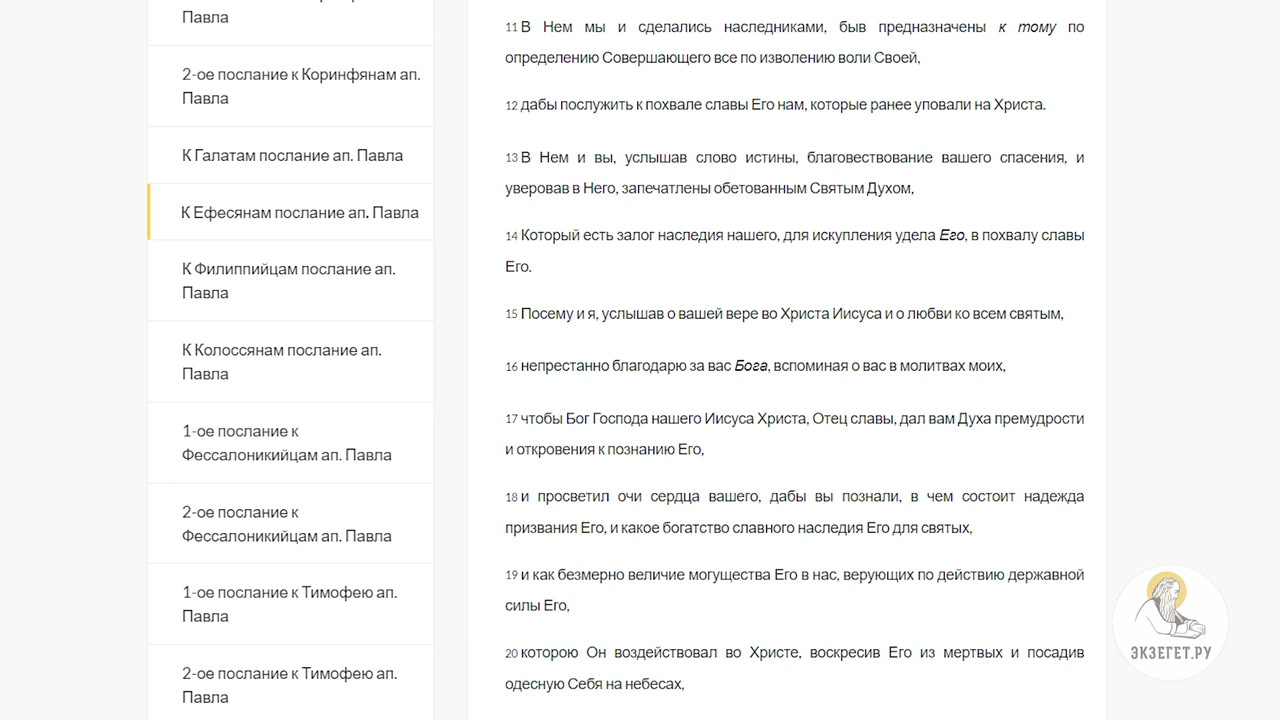 Павла
2-ое послание к Коринфянам ап.
Павла
К Галатам послание ап. Павла
К Ефесянам послание ап. Павла
К Филиппийцам послание ап.
Павла
К Колоссянам послание ап.
Павла
1-ое послание к
Фессалоникийцам ап. Павла
2-ое послание к
Фессалоникийцам ап. Павла
1-ое послание к Тимофею ап.
Павла
2-ое послание к Тимофею ап.
Павла
11 В Нем мы и сделались наследниками, быв предназначены к тому по
определению Совершающего все по изволению воли Своей,
12 дабы послужить к похвале славы Его нам, которые ранее уповали на Христа.
13 В Нем и вы, услышав слово истины, благовествование вашего спасения, и
уверовав в Него, запечатлены обетованным Святым Духом,
14 Который есть залог наследия нашего, для искупления удела Его, в похвалу славы
Его.
15 Посему и я, услышав о вашей вере во Христа Иисуса и о любви ко всем святым,
16 непрестанно благодарю за вас Бога, вспоминая о вас в молитвах моих,
17 чтобы Бог Господа нашего Иисуса Христа, Отец славы, дал вам Духа премудрости
и откровения к познанию Его,
18 и просветил очи сердца вашего, дабы вы познали, в чем состоит надежда
призвания Его, и какое богатство славного наследия Его для святых,
19 и как безмерно величие могущества Его в нас, верующих по действию державной
силы Его,
20 которою Он воздействовал во Христе, воскресив Его из мертвых и посадив
одесную Себя на небесах,
ЭКЗЕГЕТ.РУ